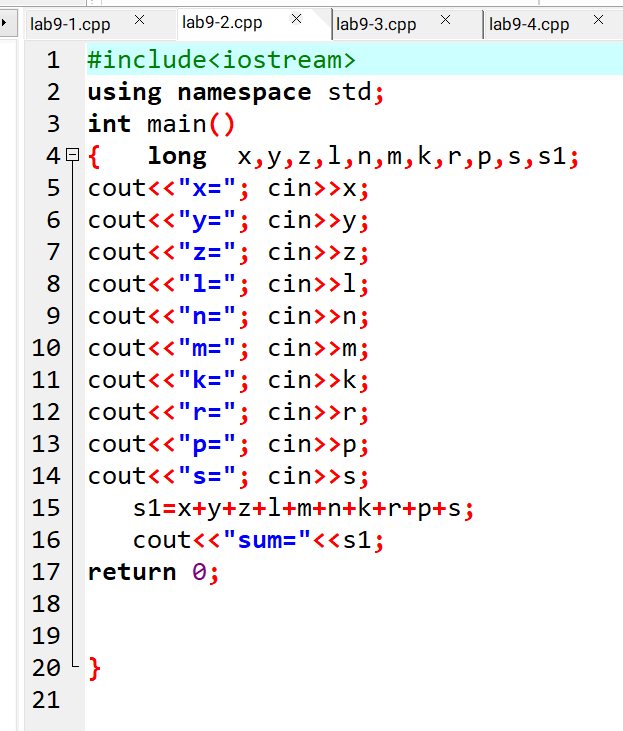 lab9-1.cpp × lab9-2.cpp × lab9-3.cpp × lab9-4.cpp ×
1 #include<iostream>
2 using namespace std;
3 int main()
4 {   long  x,y,z,l,n,m,k,r,p,s,s1;
5 cout<<"x="; cin>>x;
6 cout<<"y="; cin>>y;
7 cout<<"z="; cin>>z;
8 cout<<"l="; cin>>l;
9 cout<<"n="; cin>>n;
10 cout<<"m="; cin>>m;
11 cout<<"k="; cin>>k;
12 cout<<"r="; cin>>r;
13 cout<<"p="; cin>>p;
14 cout<<"s="; cin>>s;
15    s1=x+y+z+l+m+n+k+r+p+s;
16    cout<<"sum="<<s1;
17 return 0;
18
19
20 }
21